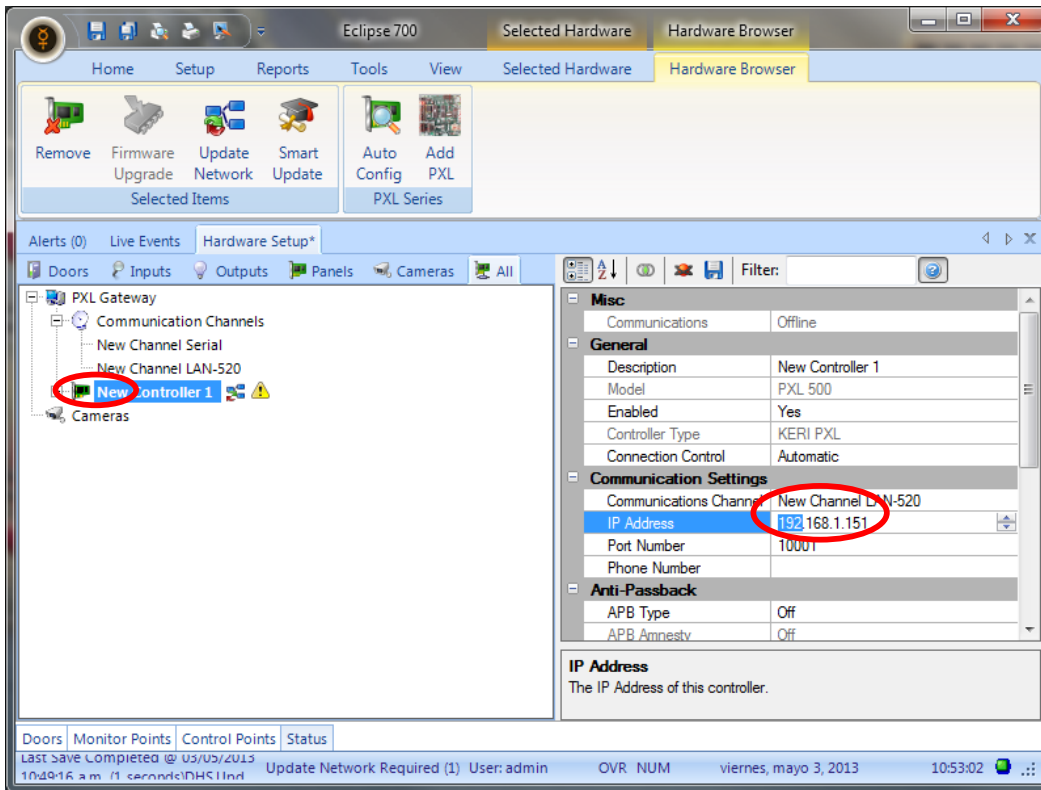 Eclipse 700 Selected Hardware Hardware Browser
Home Setup Reports Tools View Selected Hardware Hardware Browser
Remove Firmware Upgrade Update Network Smart Update Auto Config Add PXL
Selected Items PXL Series
Alerts (0) Live Events Hardware Setup*
Doors Inputs Outputs Panels Cameras All
PXL Gateway
Communication Channels
New Channel Serial
New Channel LAN-520
New Controller 1
Cameras
Filter:
Misc
Communications Offline
General
Description New Controller 1
Model PXL 500
Enabled Yes
Controller Type KERI PXL
Connection Control Automatic
Communication Settings
Communications Channel New Channel LAN-520
IP Address 192.168.1.151
Port Number 10001
Phone Number
Anti-Passback
APB Type Off
APB Amnesty Off
IP Address
The IP Address of this controller.
Doors Monitor Points Control Points Status
Last Save Completed @ 03/05/2013
10:49:16 a.m. (1 seconds)DHS Upd Update Network Required (1) User: admin OVR NUM viernes, mayo 3, 2013 10:53:02